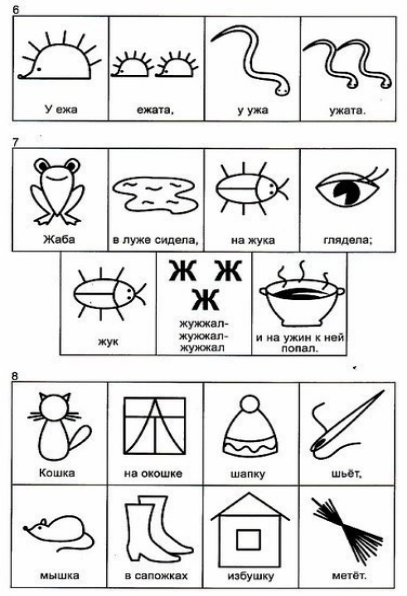 6
У ежа
ежата,
у ужа
ужата.
7
Жаба
в луже сидела,
на жука
глядела;
жук
Ж Ж
Ж
жужжал-
жужжал-
жужжал
и на ужин к ней
попал.
8
Кошка
на окошке
шапку
шьёт,
мышка
в сапожках
избушку
метёт.